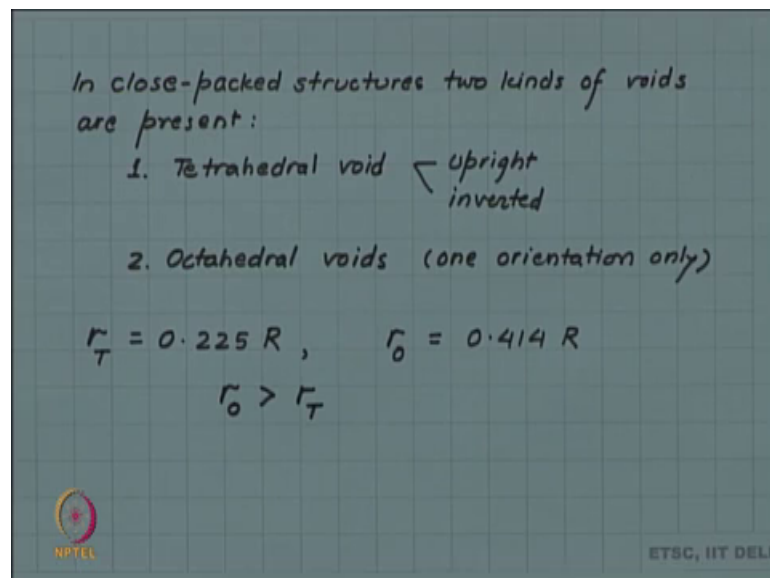 In close-packed structures two kinds of voids
are present:
1. Tetrahedral void upright
inverted
2. Octahedral voids (one orientation only)
r_T = 0.225 R, r_o = 0.414 R
r_o > r_T
NPTEL
ETSC, IIT DEL